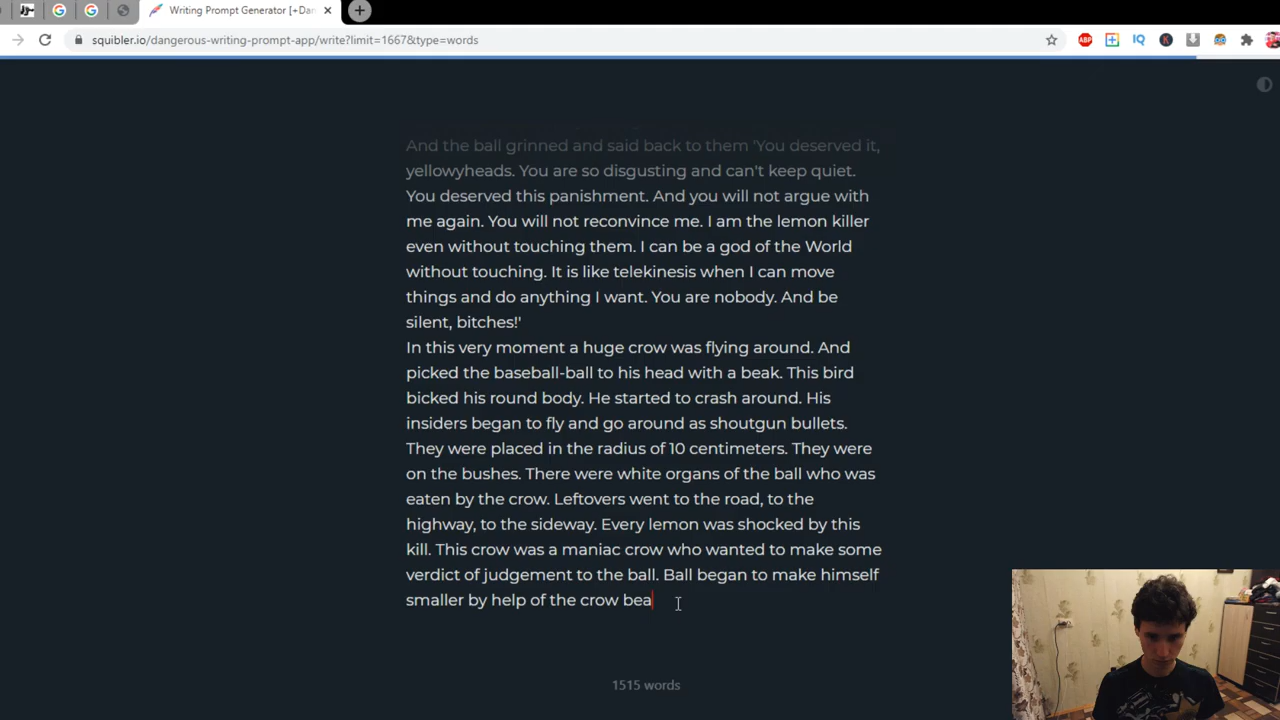 Writing Prompt Generator [+Dan
squibler.io/dangerous-writing-prompt-app/write?limit=1667&type=words
And the ball grinned and said back to them 'You deserved it,
yellowyheads. You are so disgusting and can't keep quiet.
You deserved this panishment. And you will not argue with
me again. You will not reconvince me. I am the lemon killer
even without touching them. I can be a god of the World
without touching. It is like telekinesis when I can move
things and do anything I want. You are nobody. And be
silent, bitches!'
In this very moment a huge crow was flying around. And
picked the baseball-ball to his head with a beak. This bird
bicked his round body. He started to crash around. His
insiders began to fly and go around as shoutgun bullets.
They were placed in the radius of 10 centimeters. They were
on the bushes. There were white organs of the ball who was
eaten by the crow. Leftovers went to the road, to the
highway, to the sideway. Every lemon was shocked by this
kill. This crow was a maniac crow who wanted to make some
verdict of judgement to the ball. Ball began to make himself
smaller by help of the crow bea
1515 words